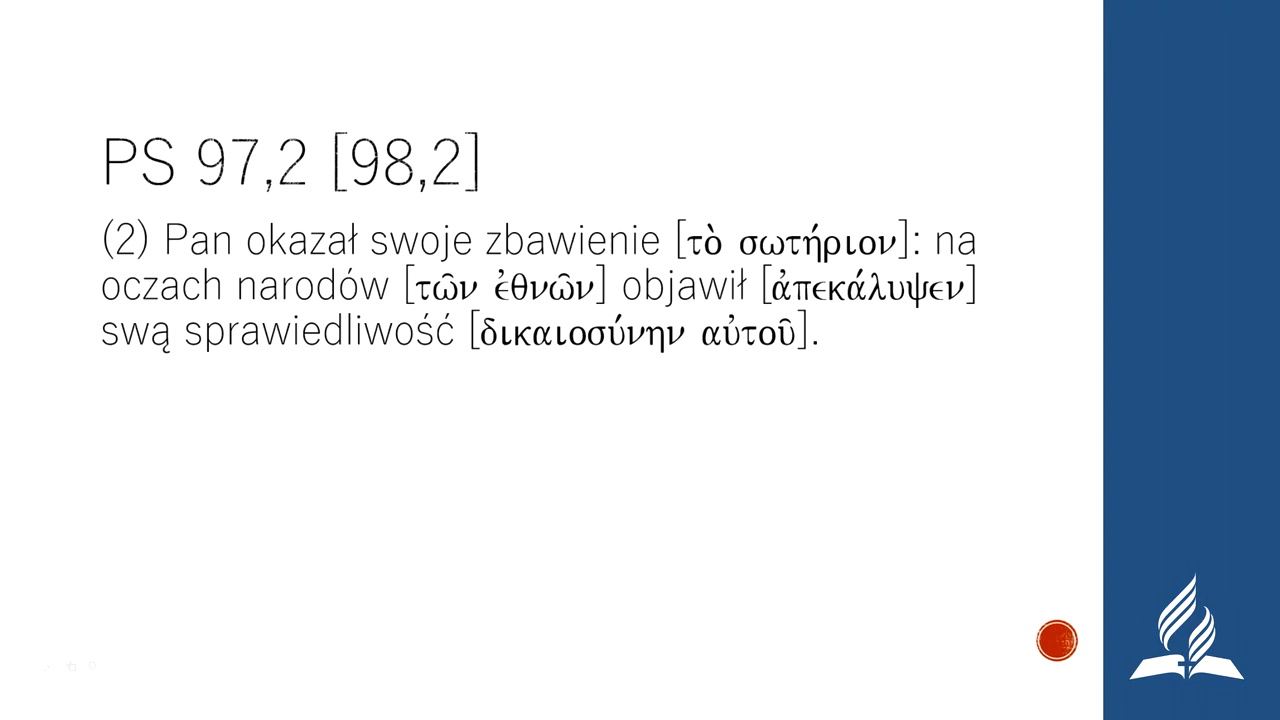 PS 97,2 [98,2]
(2) Pan okazał swoje zbawienie [τὸ σωτήριον]: na
oczach narodów [τῶν ἐθνῶν] objawił [ἀπεκάλυψεν]
swą sprawiedliwość [δικαιοσύνην αὐτοῦ].